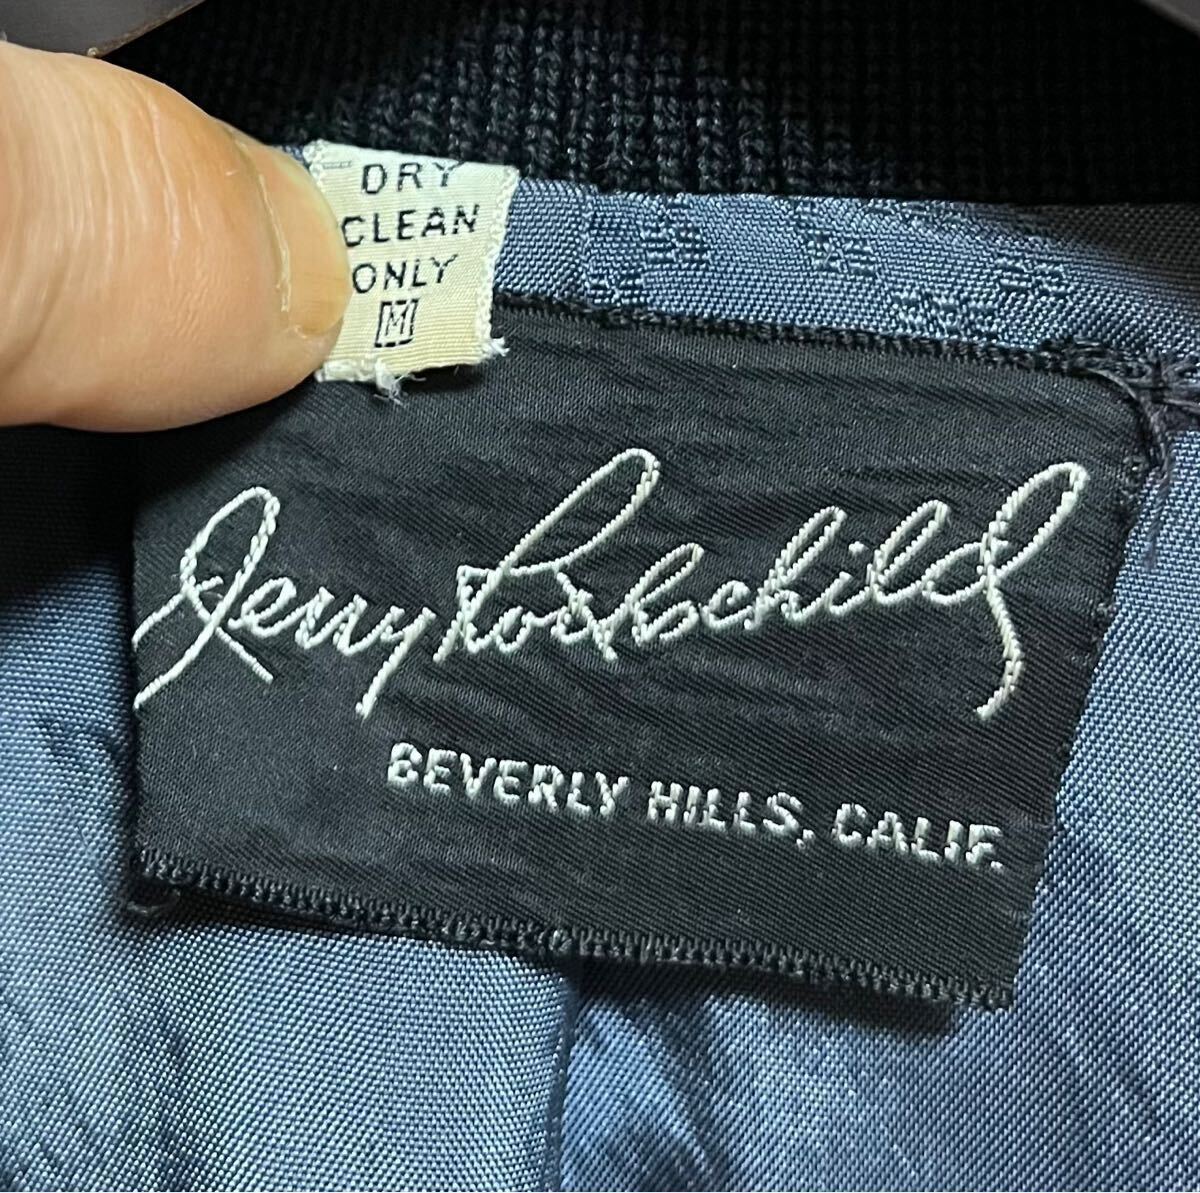 DRY
CLEAN
ONLY
M
Jerry Rothschild
BEVERLY HILLS, CALIF.